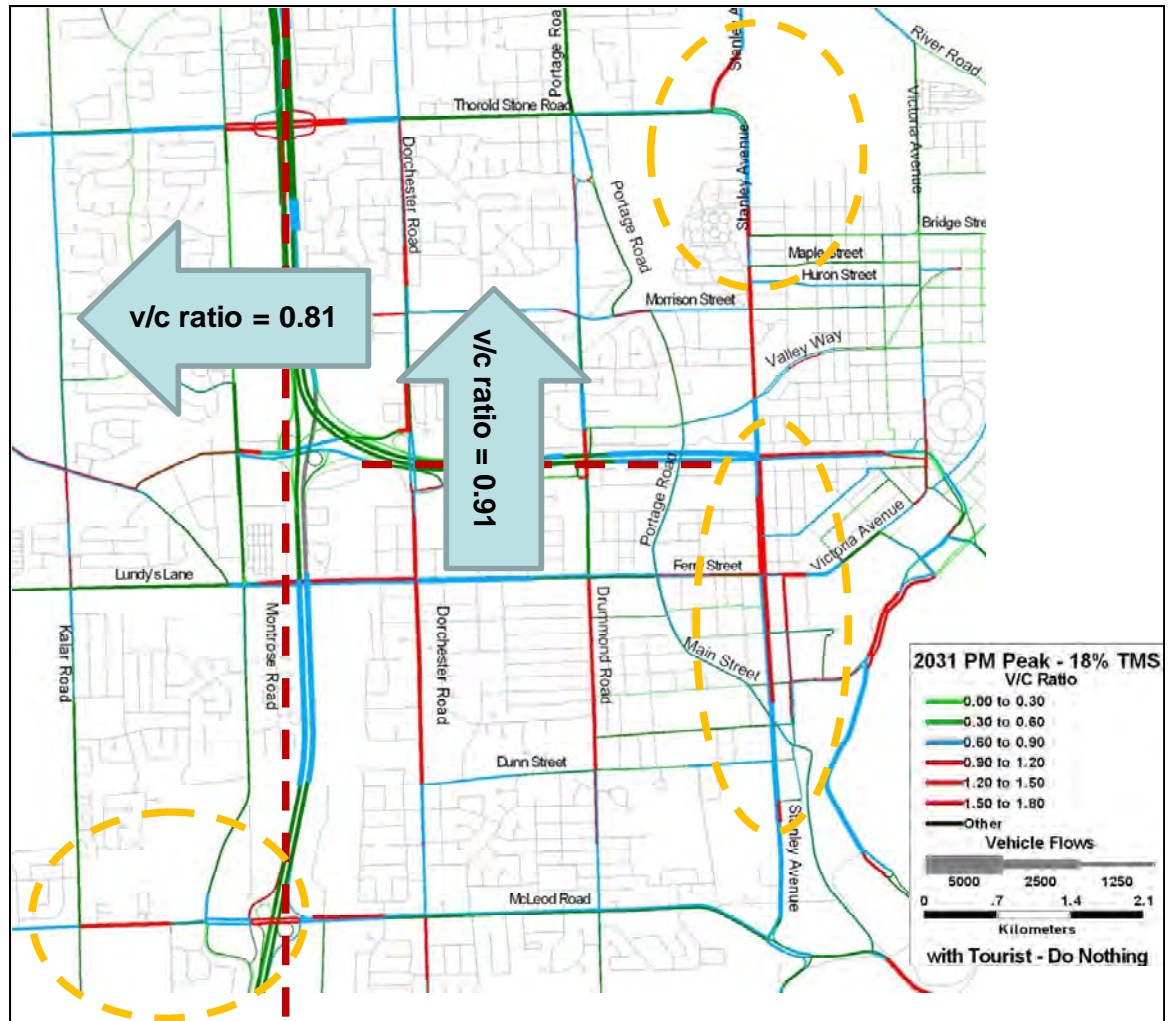 Portage Roa
Stanley A
River Road
Thorold Stone Road
Victoria Avenue
Dorchester Road
Stanley Avenue
Portage Road
Bridge Stre
Maple Street
Huron Street
Morrison Street
v/c ratio = 0.81
v/c ratio = 0.91
Valley Way
Portage Road
Victoria Avenue
Lundy's Lane
Ferry Street
Kalar Road
Montrose Road
Dorchester Road
Drummond Road
Main Street
Dunn Street
Stanley Avenue
McLeod Road
2031 PM Peak - 18% TMS
V/C Ratio
0.00 to 0.30
0.30 to 0.60
0.60 to 0.90
0.90 to 1.20
1.20 to 1.50
1.50 to 1.80
Other
Vehicle Flows
5000 2500 1250
0 .7 1.4 2.1
Kilometers
with Tourist - Do Nothing